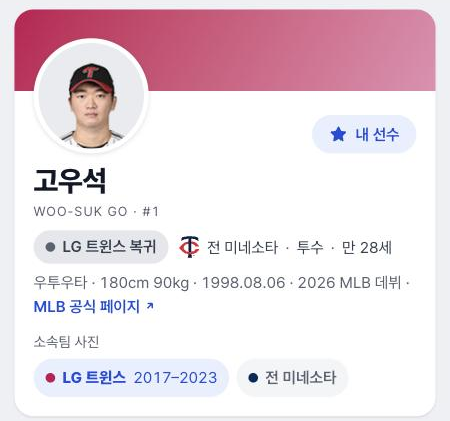 내 선수
고우석
WOO-SUK GO · #1
LG 트윈스 복귀 전 미네소타 · 투수 · 만 28세
우투우타 · 180cm 90kg · 1998.08.06 · 2026 MLB 데뷔 ·
MLB 공식 페이지 ↗
소속팀 사진
LG 트윈스 2017–2023 전 미네소타